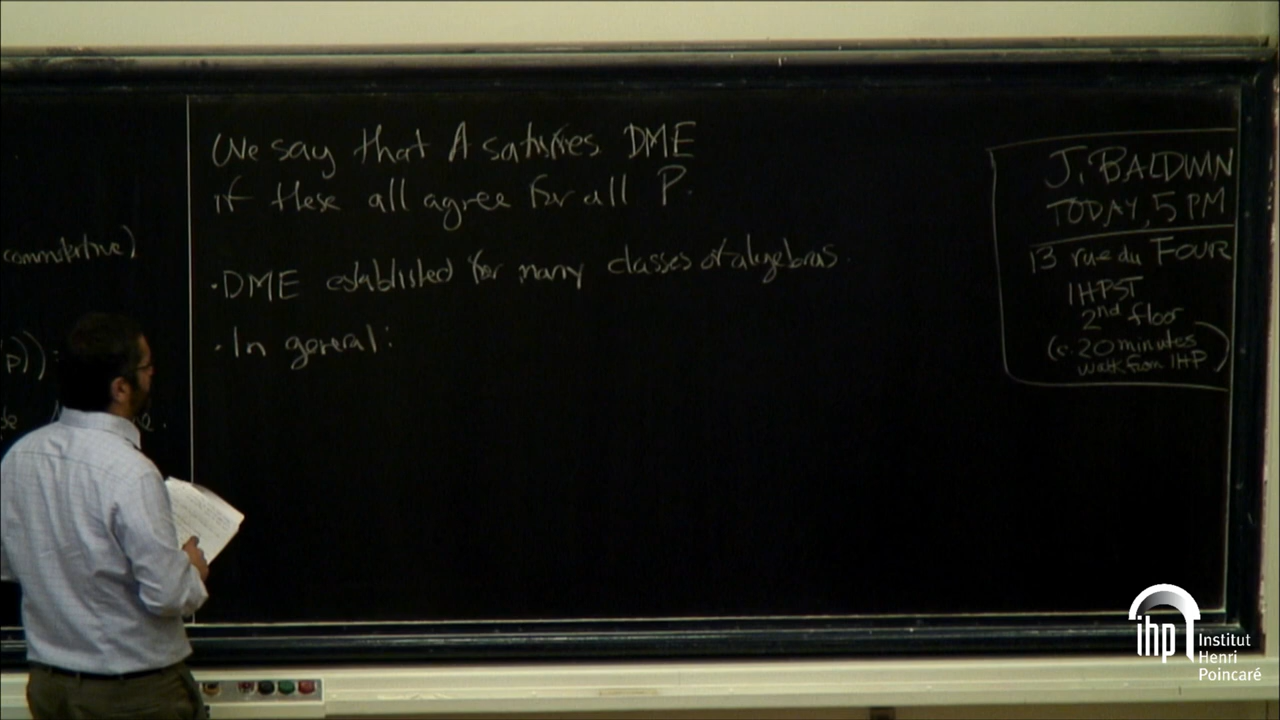 commutative)
P)):
We say that A satisfies DME
if these all agree for all P.
· DME established for many classes of algebras.
· In general:
J. BALDWIN
TODAY, 5 PM
13 rue du FOUR
IHPST
2nd floor
(c. 20 minutes
walk from IHP)
ihp
Institut
Henri
Poincaré